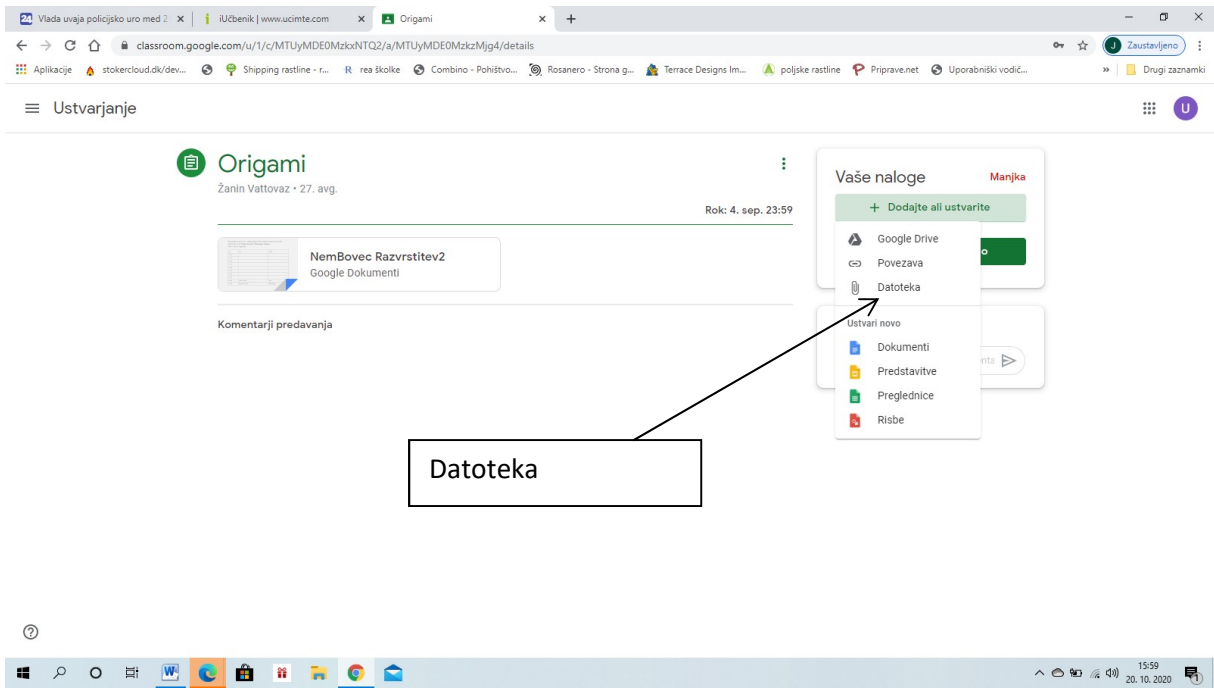 Vlada uvaja policijsko uro med 2
iUčbenik | www.ucimte.com
Origami
classroom.google.com/u/1/c/MTUyMDE0MzkxNTQ2/a/MTUyMDE0MzkzMjg4/details
Zaustavljeno
Aplikacije
stokercloud.dk/dev...
Shipping rastline - r...
rea školke
Combino - Pohištvo...
Rosanero - Strona g...
Terrace Designs Im...
poljske rastline
Priprave.net
Uporabniški vodič...
Drugi zaznamki
Ustvarjanje
U
Origami
Žanin Vattovaz • 27. avg.
Rok: 4. sep. 23:59
NemBovec Razvrstitev2
Google Dokumenti
Komentarji predavanja
Vaše naloge
Manjka
+ Dodajte ali ustvarite
Google Drive
Povezava
Datoteka
Ustvari novo
Dokumenti
Predstavitve
Preglednice
Risbe
Datoteka
15:59
20. 10. 2020